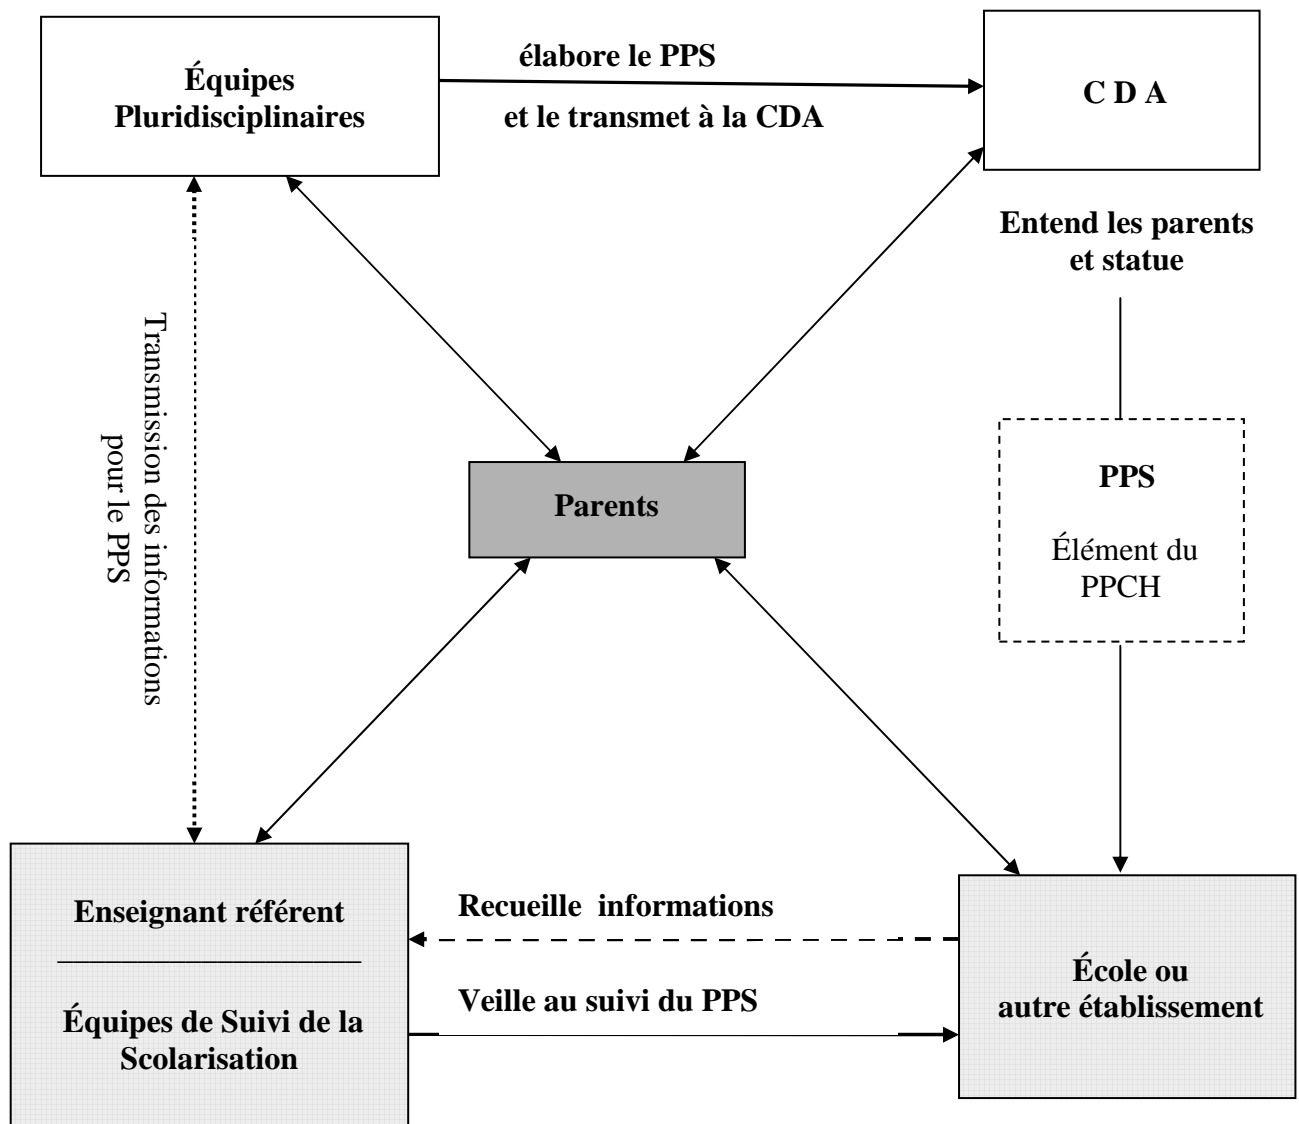 Équipes
Pluridisciplinaires
élabore le PPS
et le transmet à la CDA
C D A
Entend les parents
et statue
Transmission des informations
pour le PPS
Parents
PPS
Élément du
PPCH
Enseignant référent
Équipes de Suivi de la
Scolarisation
Recueille informations
Veille au suivi du PPS
École ou
autre établissement